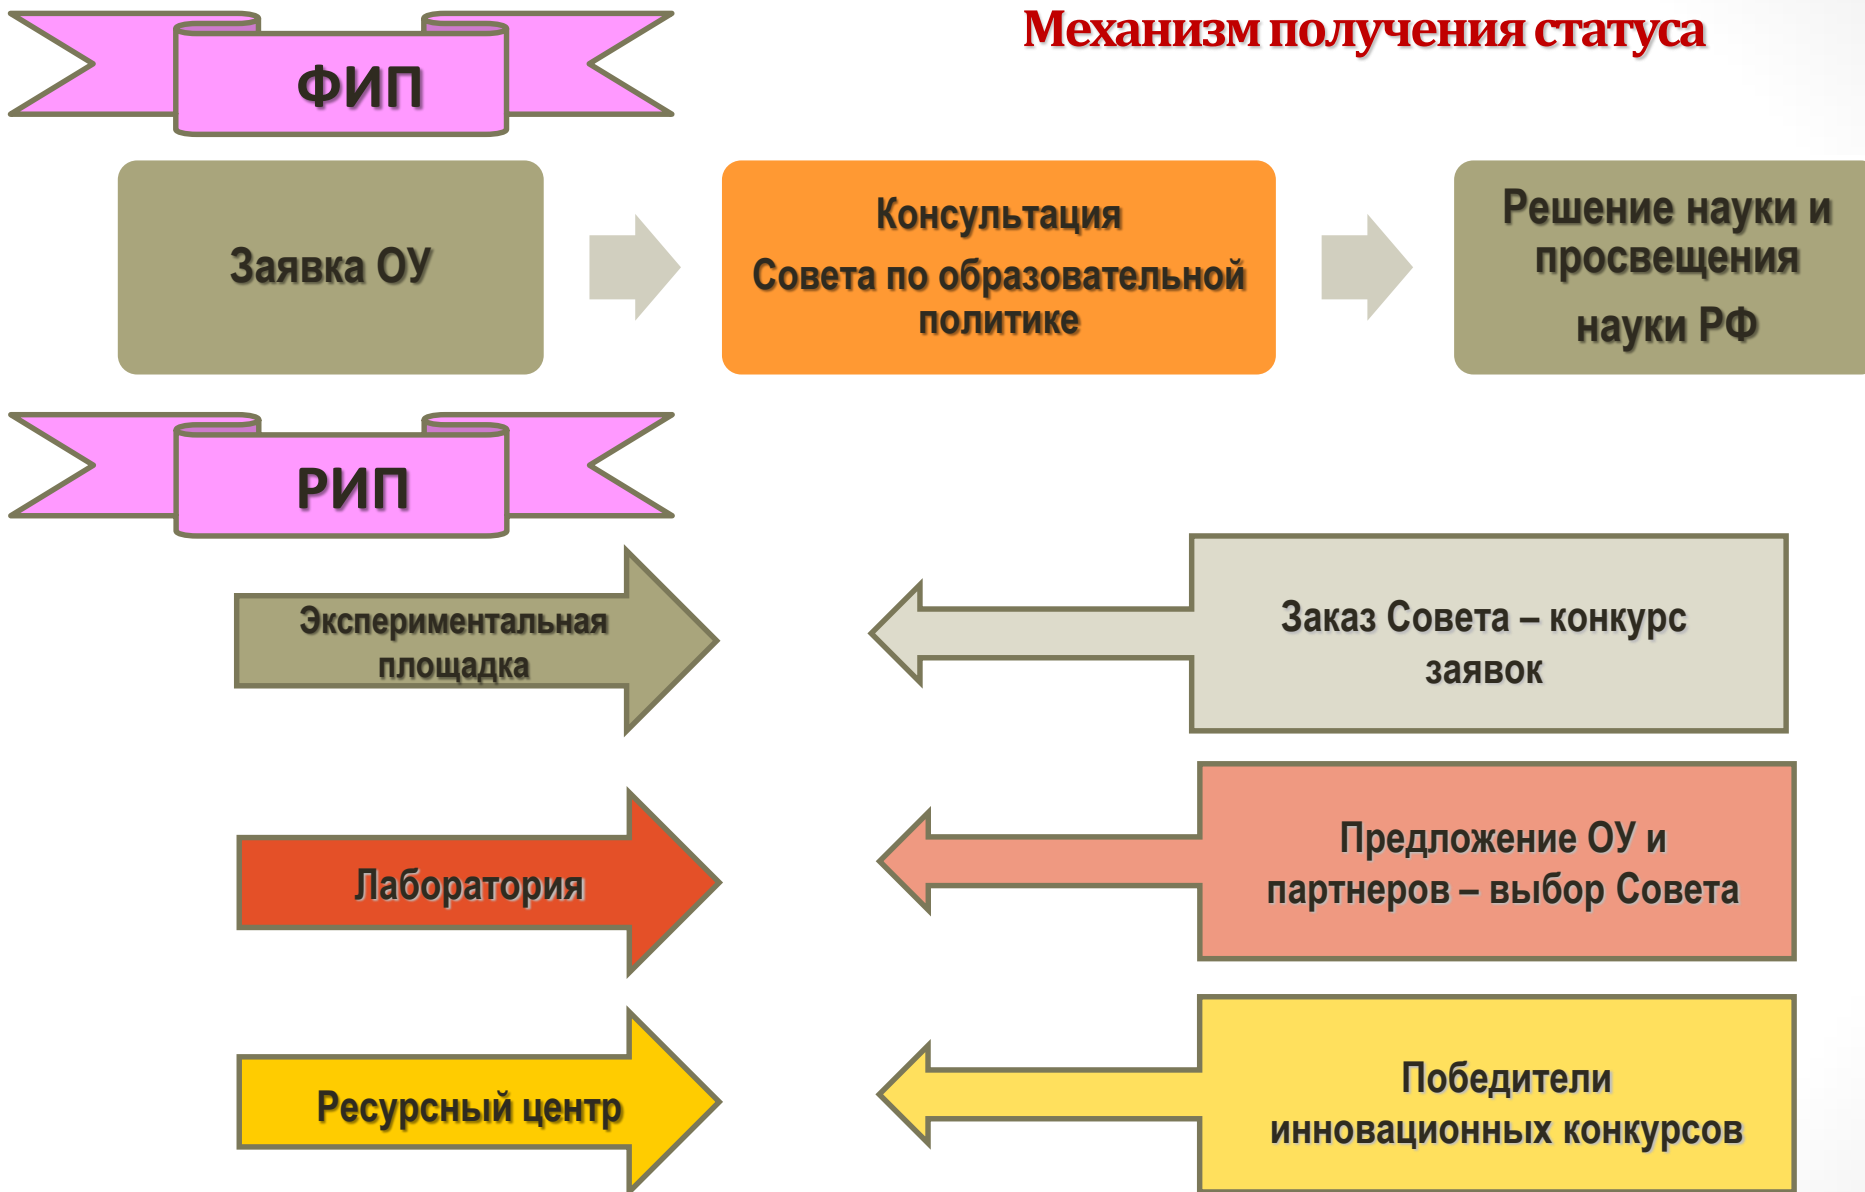 Механизм получения статуса
ФИП
Заявка ОУ
Консультация
Совета по образовательной
политике
Решение науки и
просвещения
науки РФ
РИП
Экспериментальная
площадка
Заказ Совета – конкурс
заявок
Лаборатория
Предложение ОУ и
партнеров – выбор Совета
Ресурсный центр
Победители
инновационных конкурсов